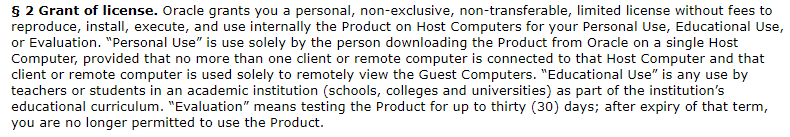 § 2 Grant of license. Oracle grants you a personal, non-exclusive, non-transferable, limited license without fees to
reproduce, install, execute, and use internally the Product on Host Computers for your Personal Use, Educational Use,
or Evaluation. “Personal Use” is use solely by the person downloading the Product from Oracle on a single Host
Computer, provided that no more than one client or remote computer is connected to that Host Computer and that
client or remote computer is used solely to remotely view the Guest Computers. “Educational Use” is any use by
teachers or students in an academic institution (schools, colleges and universities) as part of the institution’s
educational curriculum. “Evaluation” means testing the Product for up to thirty (30) days; after expiry of that term,
you are no longer permitted to use the Product.